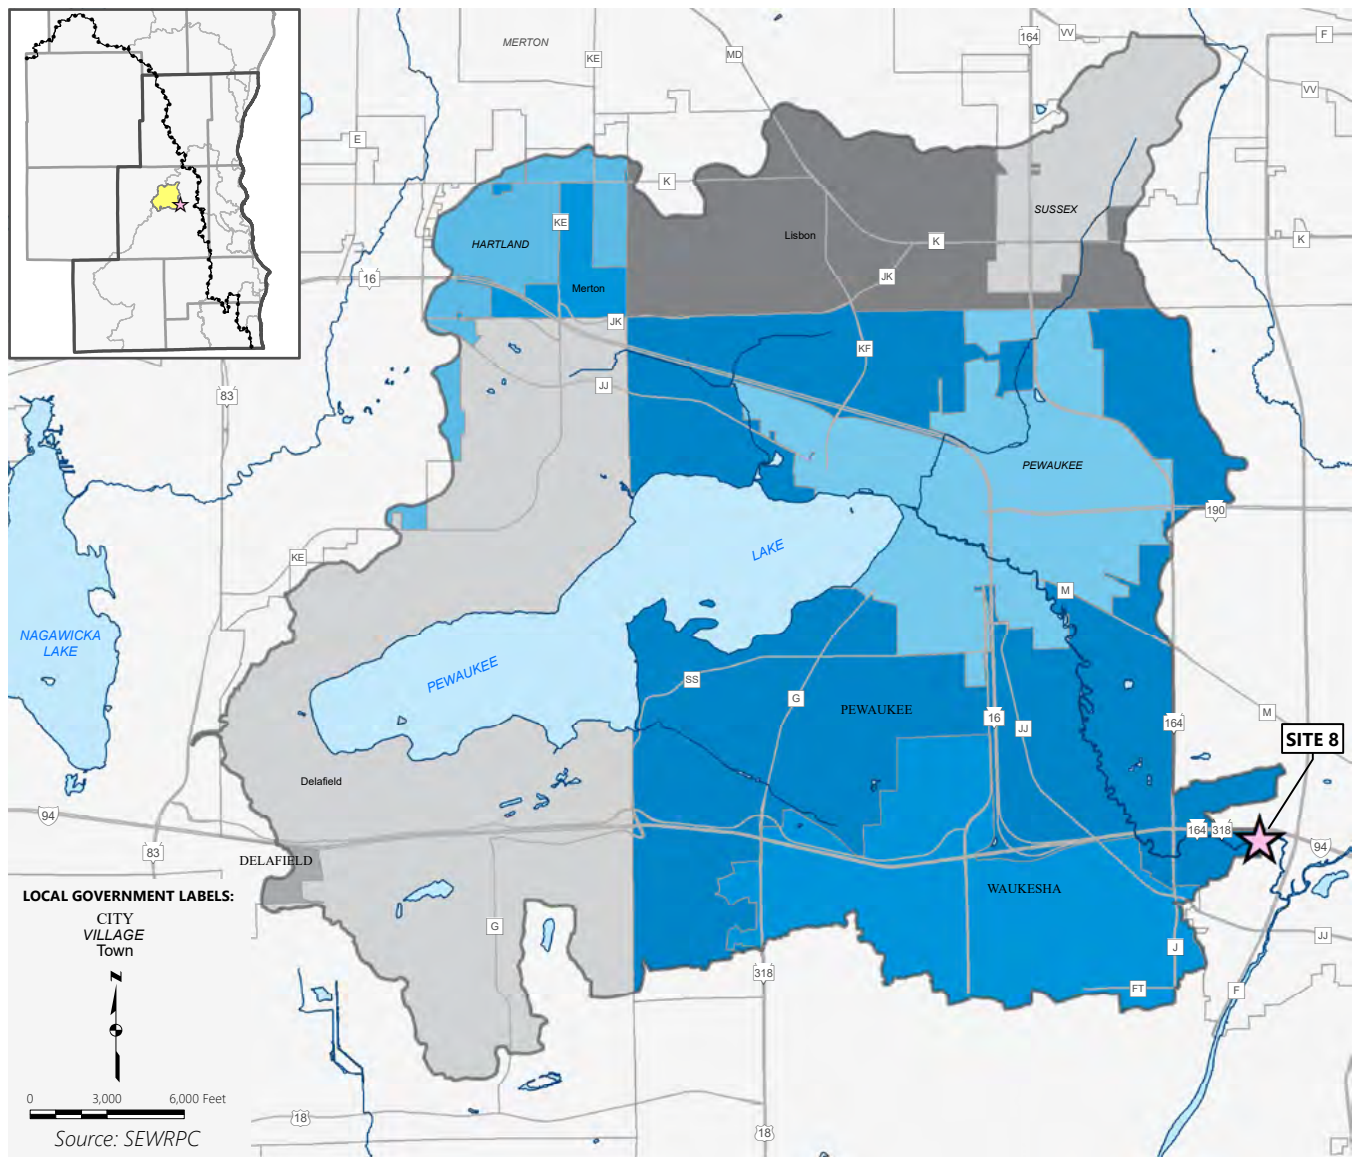 MERTON
KE
MD
164
VV
F
VV
E
K
SUSSEX
HARTLAND
KE
Lisbon
K
K
JK
16
Merton
JK
KF
JJ
83
PEWAUKEE
190
LAKE
KE
M
NAGAWICKA
LAKE
PEWAUKEE
SS
G
PEWAUKEE
16
JJ
164
M
SITE 8
Delafield
94
83
164
318
94
DELAFIELD
WAUKESHA
LOCAL GOVERNMENT LABELS:
CITY
VILLAGE
Town
N
G
J
JJ
318
FT
F
0 3,000 6,000 Feet
18
18
Source: SEWRPC